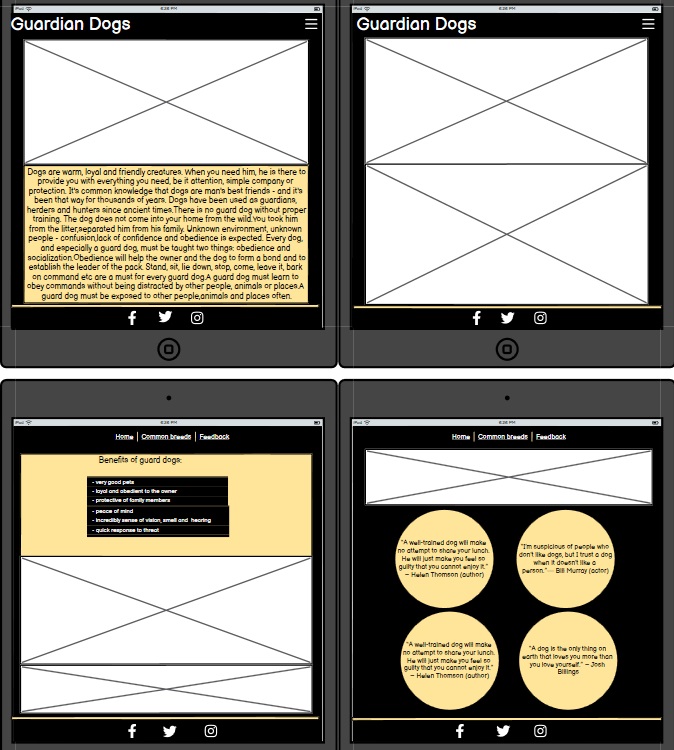 iPad 6:26 PM
Guardian Dogs
Dogs are warm, loyal and friendly creatures. When you need him, he is there to
provide you with everything you need, be it attention, simple company or
protection. It's common knowledge that dogs are man's best friends - and it's
been that way for thousands of years. Dogs have been used as guardians,
herders and hunters since ancient times.There is no guard dog without proper
training. The dog does not come into your home from the wild.You took him
from the litter,separated him from his family. Unknown environment, unknown
people - confusion,lack of confidence and obedience is expected. Every dog,
and especially a guard dog, must be taught two things: obedience and
socialization.Obedience will help the owner and the dog to form a bond and to
establish the leader of the pack. Stand, sit, lie down, stop, come, leave it, bark
on command etc are a must for every guard dog.A guard dog must learn to
obey commands without being distracted by other people, animals or places.A
guard dog must be exposed to other people,animals and places often.
iPad 6:26 PM
Guardian Dogs
iPad 6:26 PM
Home | Common breeds | Feedback
Benefits of guard dogs:
- very good pets
- loyal and obedient to the owner
- protective of family members
- peace of mind
- incredibly sense of vision, smell and hearing
- quick response to threat
iPad 6:26 PM
Home | Common breeds | Feedback
"A well-trained dog will make
no attempt to share your lunch.
He will just make you feel so
guilty that you cannot enjoy it."
– Helen Thomson (author)
"I'm suspicious of people who
don't like dogs, but I trust a dog
when it doesn't like a
person." — Bill Murray (actor)
"A well-trained dog will make
no attempt to share your lunch.
He will just make you feel so
guilty that you cannot enjoy it."
– Helen Thomson (author)
"A dog is the only thing on
earth that loves you more than
you love yourself." – Josh
Billings